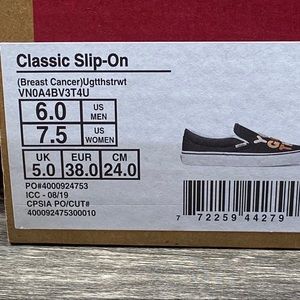 Classic Slip-On
(Breast Cancer)Ugtthstrwt
VN0A4BV3T4U
6.0 US MEN
7.5 US WOMEN
UK EUR CM
5.0 38.0 24.0
PO#4000924753
ICC - 08/19
CPSIA PO/CUT#
400092475300010
7 72259 44279